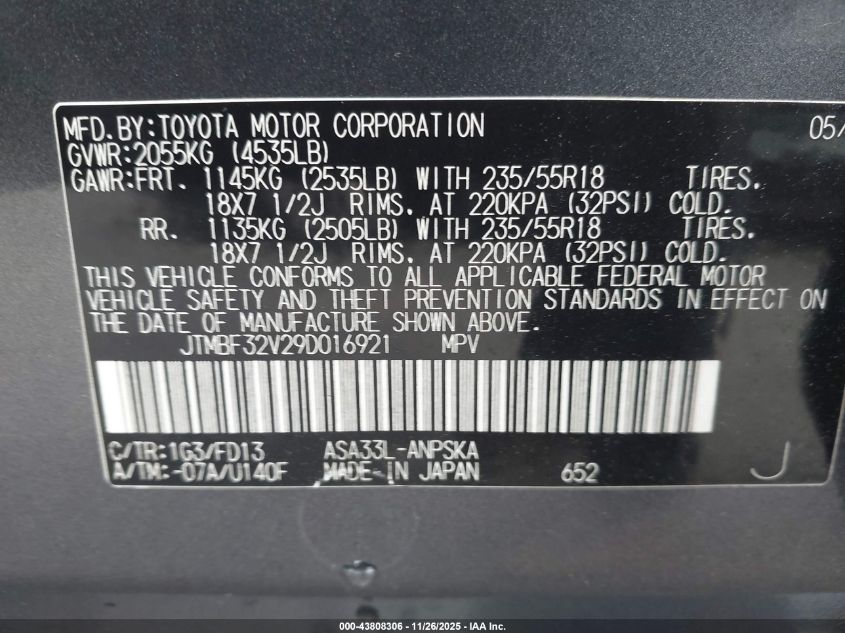 MFD.BY:TOYOTA MOTOR CORPORATION 05/
GVWR:2055KG (4535LB)
GAWR:FRT. 1145KG (2535LB) WITH 235/55R18 TIRES.
18X7 1/2J RIMS. AT 220KPA (32PSI) COLD.
RR. 1135KG (2505LB) WITH 235/55R18 TIRES.
18X7 1/2J RIMS. AT 220KPA (32PSI) COLD.
THIS VEHICLE CONFORMS TO ALL APPLICABLE FEDERAL MOTOR
VEHICLE SAFETY AND THEFT PREVENTION STANDARDS IN EFFECT ON
THE DATE OF MANUFACTURE SHOWN ABOVE.
JTMBF32V29D016921 MPV
C/TR:1G3/FD13 ASA33L-ANPSKA
A/TM:-07A/U140F MADE-IN JAPAN 652 J
000-43808306 - 11/26/2025 - IAA Inc.